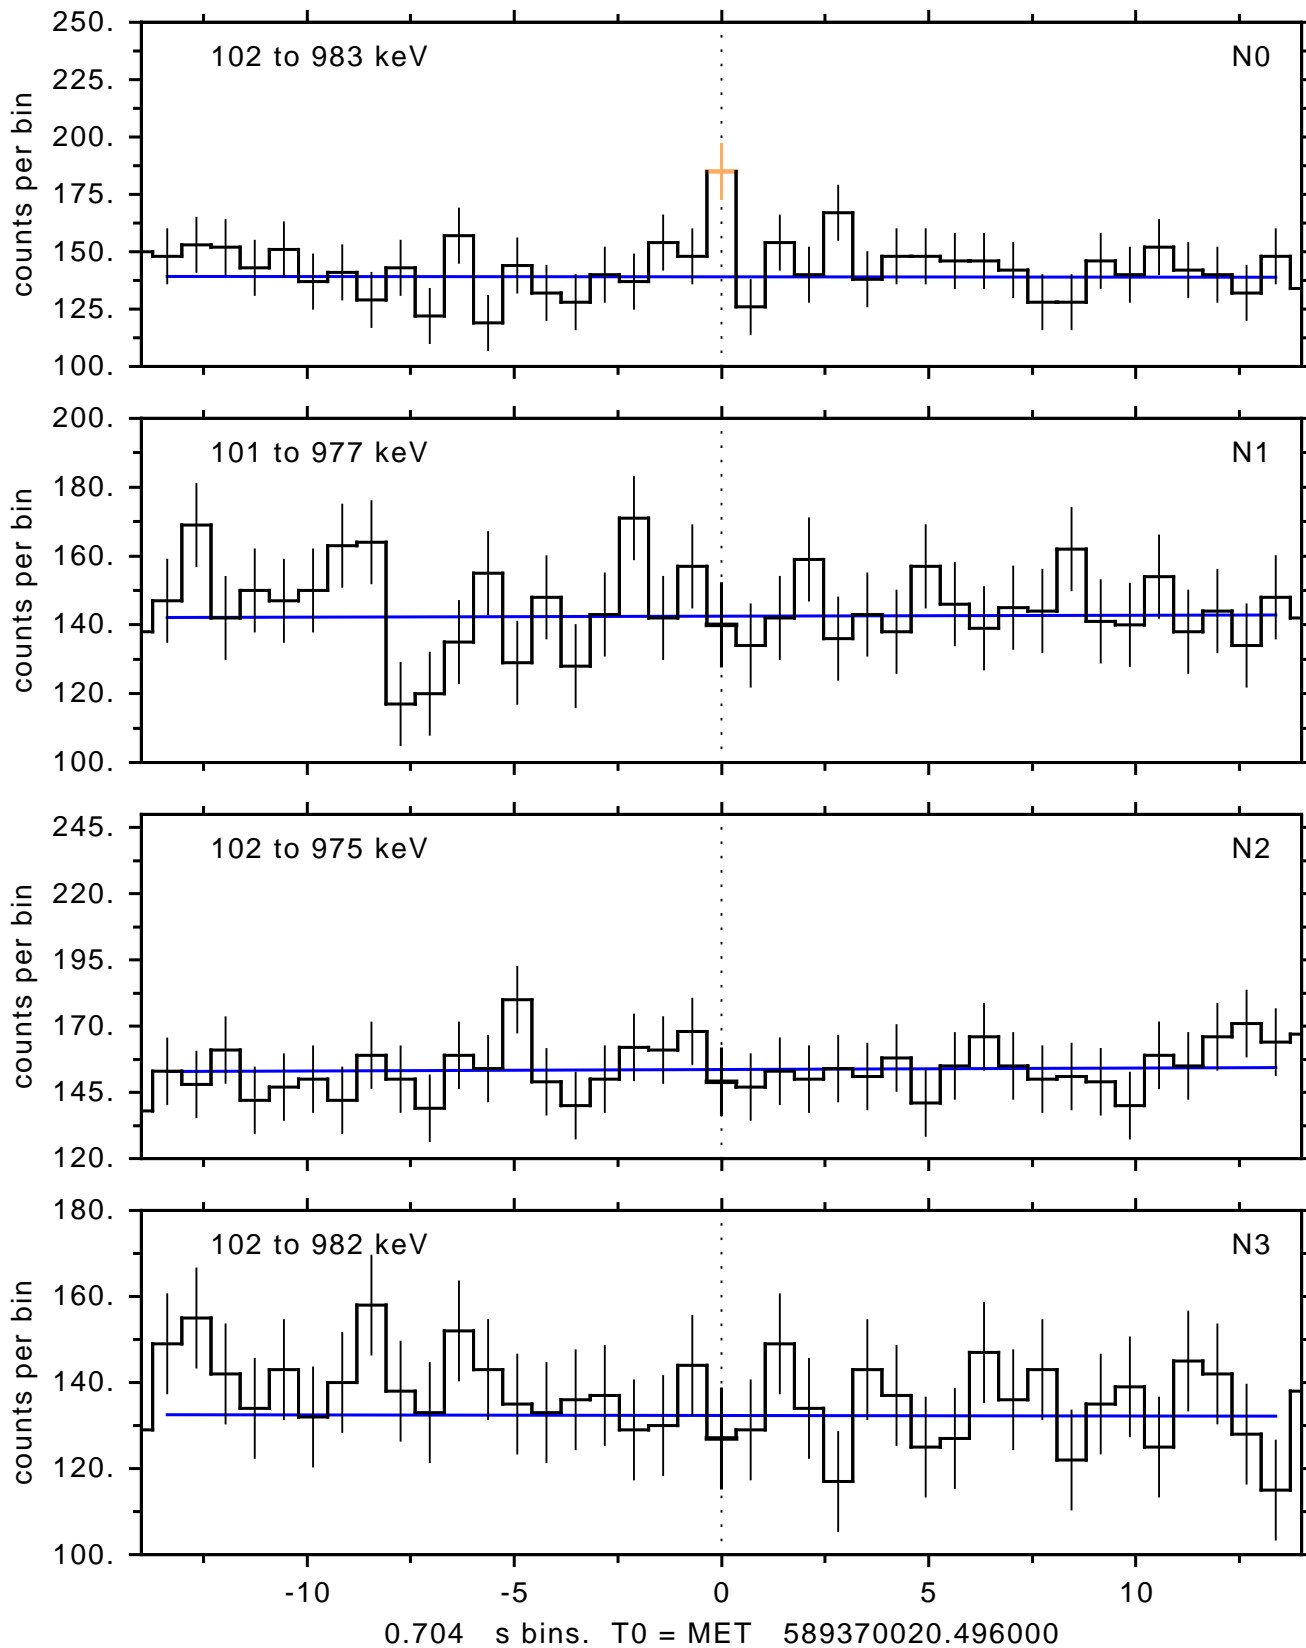 250.
102 to 983 keV N0
225.
200.
175.
150.
125.
100.
counts per bin
200.
101 to 977 keV N1
180.
160.
140.
120.
100.
counts per bin
245.
102 to 975 keV N2
220.
195.
170.
145.
120.
counts per bin
180.
102 to 982 keV N3
160.
140.
120.
100.
counts per bin
-10 -5 0 5 10
0.704 s bins. T0 = MET 589370020.496000